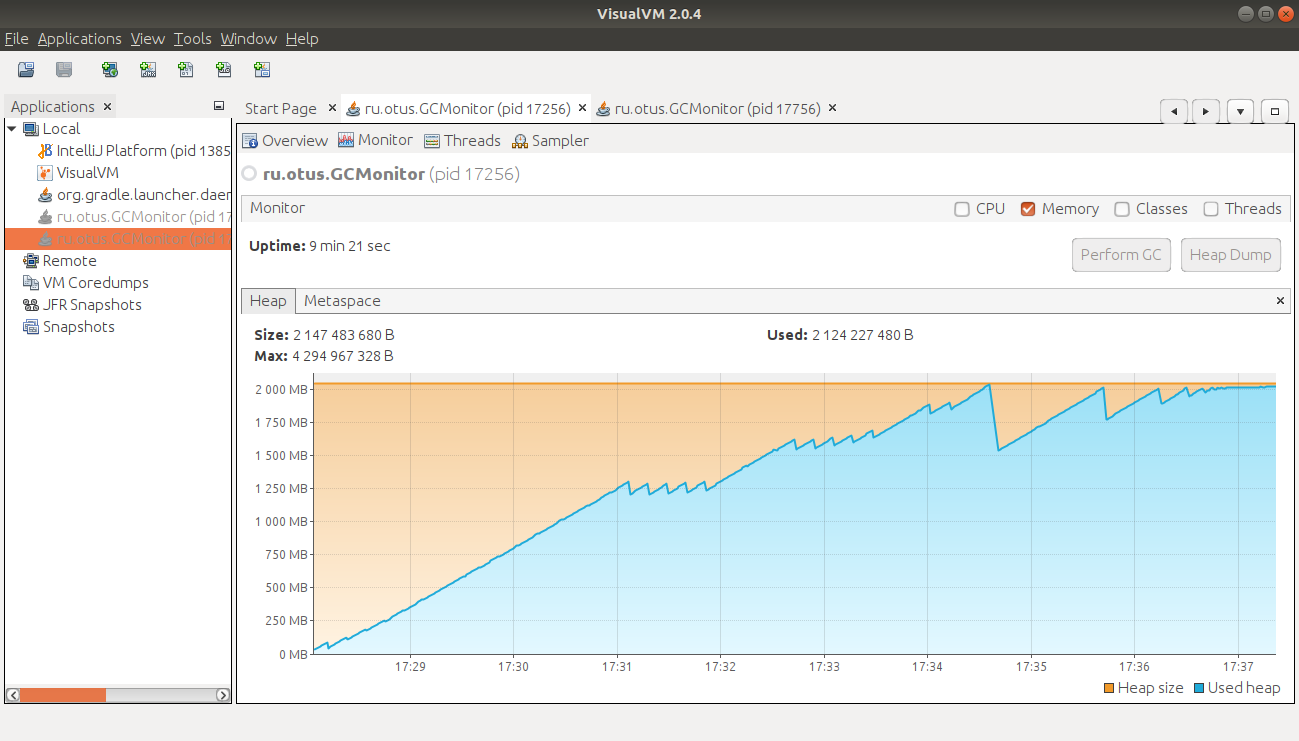 VisualVM 2.0.4
File Applications View Tools Window Help
Applications
Start Page ru.otus.GCMonitor (pid 17256) ru.otus.GCMonitor (pid 17756)
Local
IntelliJ Platform (pid 1385
VisualVM
org.gradle.launcher.daer
ru.otus.GCMonitor (pid 17
ru.otus.GCMonitor (pid 17
Remote
VM Coredumps
JFR Snapshots
Snapshots
Overview Monitor Threads Sampler
ru.otus.GCMonitor (pid 17256)
Monitor CPU Memory Classes Threads
Uptime: 9 min 21 sec
Perform GC Heap Dump
Heap Metaspace
Size: 2 147 483 680 B Used: 2 124 227 480 B
Max: 4 294 967 328 B
2 000 MB
1 750 MB
1 500 MB
1 250 MB
1 000 MB
750 MB
500 MB
250 MB
0 MB
17:29 17:30 17:31 17:32 17:33 17:34 17:35 17:36 17:37
Heap size Used heap